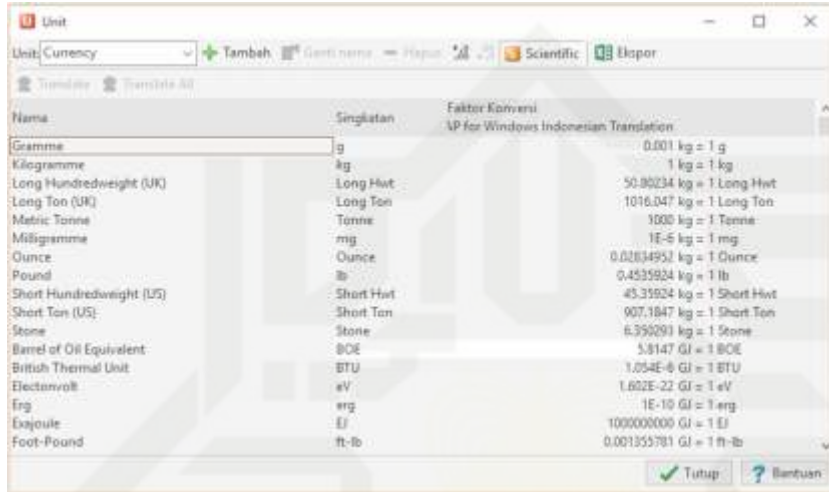 Unit
Unit: Currency Tambah Ganti nama Hapus Scientific Ekspor
Translate Translate All
Nama Singkatan Faktor Konversi
AP for Windows Indonesian Translation
Gramme g 0.001 kg = 1 g
Kilogramme kg 1 kg = 1 kg
Long Hundredweight (UK) Long Hwt 50.80234 kg = 1 Long Hwt
Long Ton (UK) Long Ton 1016.047 kg = 1 Long Ton
Metric Tonne Tonne 1000 kg = 1 Tonne
Milligramme mg 1E-6 kg = 1 mg
Ounce Ounce 0.02834952 kg = 1 Ounce
Pound lb 0.4535924 kg = 1 lb
Short Hundredweight (US) Short Hwt 45.35924 kg = 1 Short Hwt
Short Ton (US) Short Ton 907.1847 kg = 1 Short Ton
Stone Stone 6.350293 kg = 1 Stone
Barrel of Oil Equivalent BOE 5.8147 GJ = 1 BOE
British Thermal Unit BTU 1.054E-6 GJ = 1 BTU
Electonvolt eV 1.602E-22 GJ = 1 eV
Erg erg 1E-10 GJ = 1 erg
Exajoule EJ 1000000000 GJ = 1 EJ
Foot-Pound ft-lb 0.001355781 GJ = 1 ft-lb
Tutup Bantuan